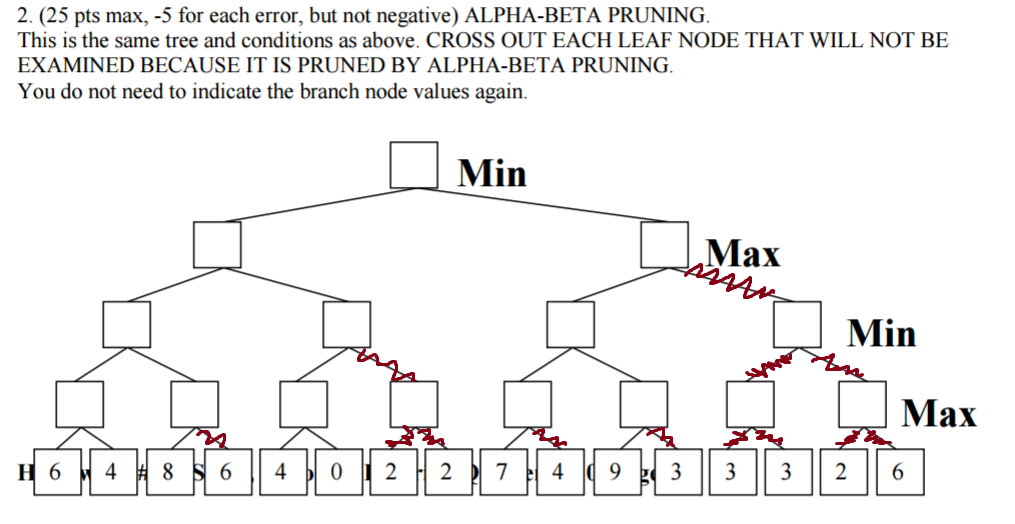 2. (25 pts max, -5 for each error, but not negative) ALPHA-BETA PRUNING.
This is the same tree and conditions as above. CROSS OUT EACH LEAF NODE THAT WILL NOT BE
EXAMINED BECAUSE IT IS PRUNED BY ALPHA-BETA PRUNING.
You do not need to indicate the branch node values again.
Min
Max
Min
Max
6 4 8 6 4 0 2 2 7 4 9 3 3 3 2 6